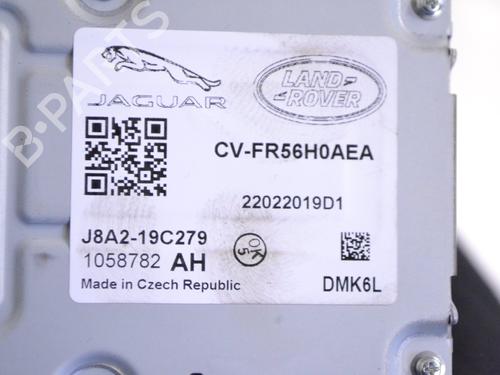 B-PARTS
JAGUAR
LAND
ROVER
CV-FR56H0AEA
22022019D1
J8A2-19C279
1058782 AH
OK
5
Made in Czech Republic
DMK6L